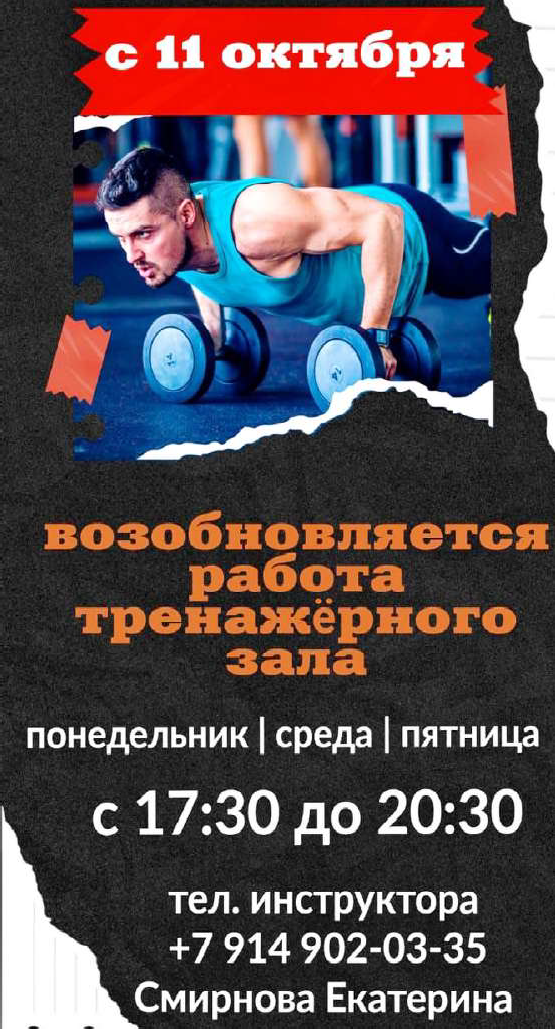 с 11 октября
возобновляется
работа
тренажёрного
зала
понедельник | среда | пятница
с 17:30 до 20:30
тел. инструктора
+7 914 902-03-35
Смирнова Екатерина